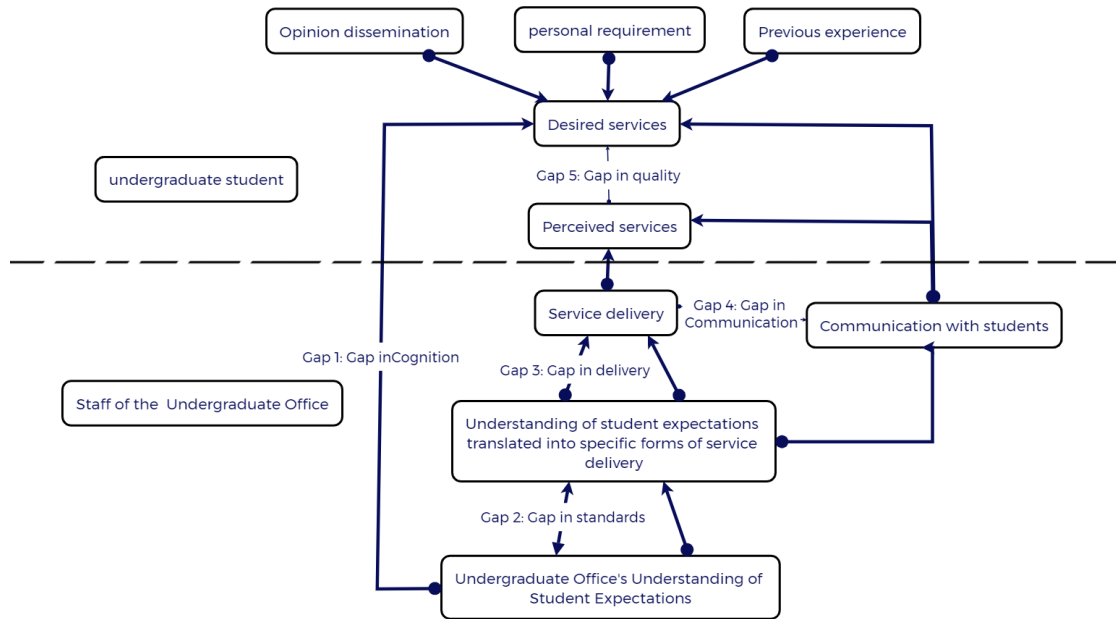 Opinion dissemination
personal requirement
Previous experience
Desired services
undergraduate student
Gap 5: Gap in quality
Perceived services
Service delivery
Gap 4: Gap in
Communication
Communication with students
Gap 1: Gap inCognition
Gap 3: Gap in delivery
Staff of the Undergraduate Office
Understanding of student expectations
translated into specific forms of service
delivery
Gap 2: Gap in standards
Undergraduate Office's Understanding of
Student Expectations